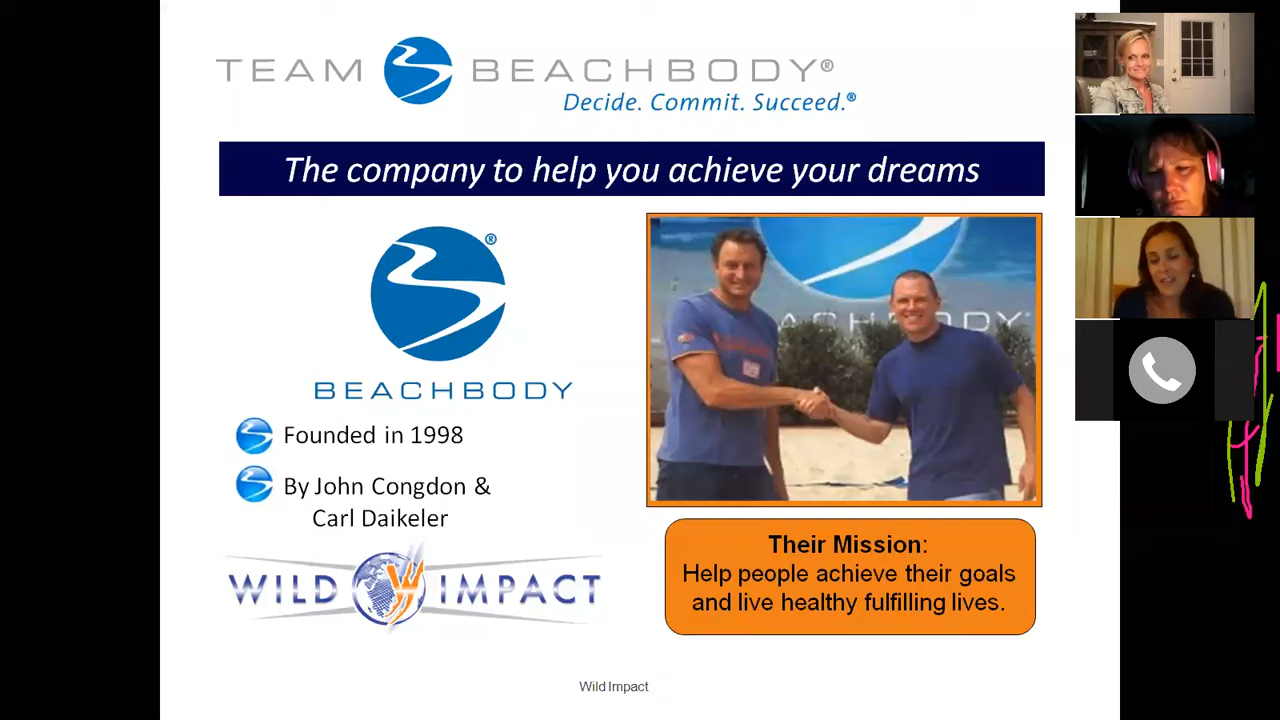 TEAM BEACHBODY®
Decide. Commit. Succeed.®
The company to help you achieve your dreams
®
BEACHBODY
Founded in 1998
By John Congdon &
Carl Daikeler
WILD IMPACT
ACHBODY
Their Mission:
Help people achieve their goals
and live healthy fulfilling lives.
Wild Impact